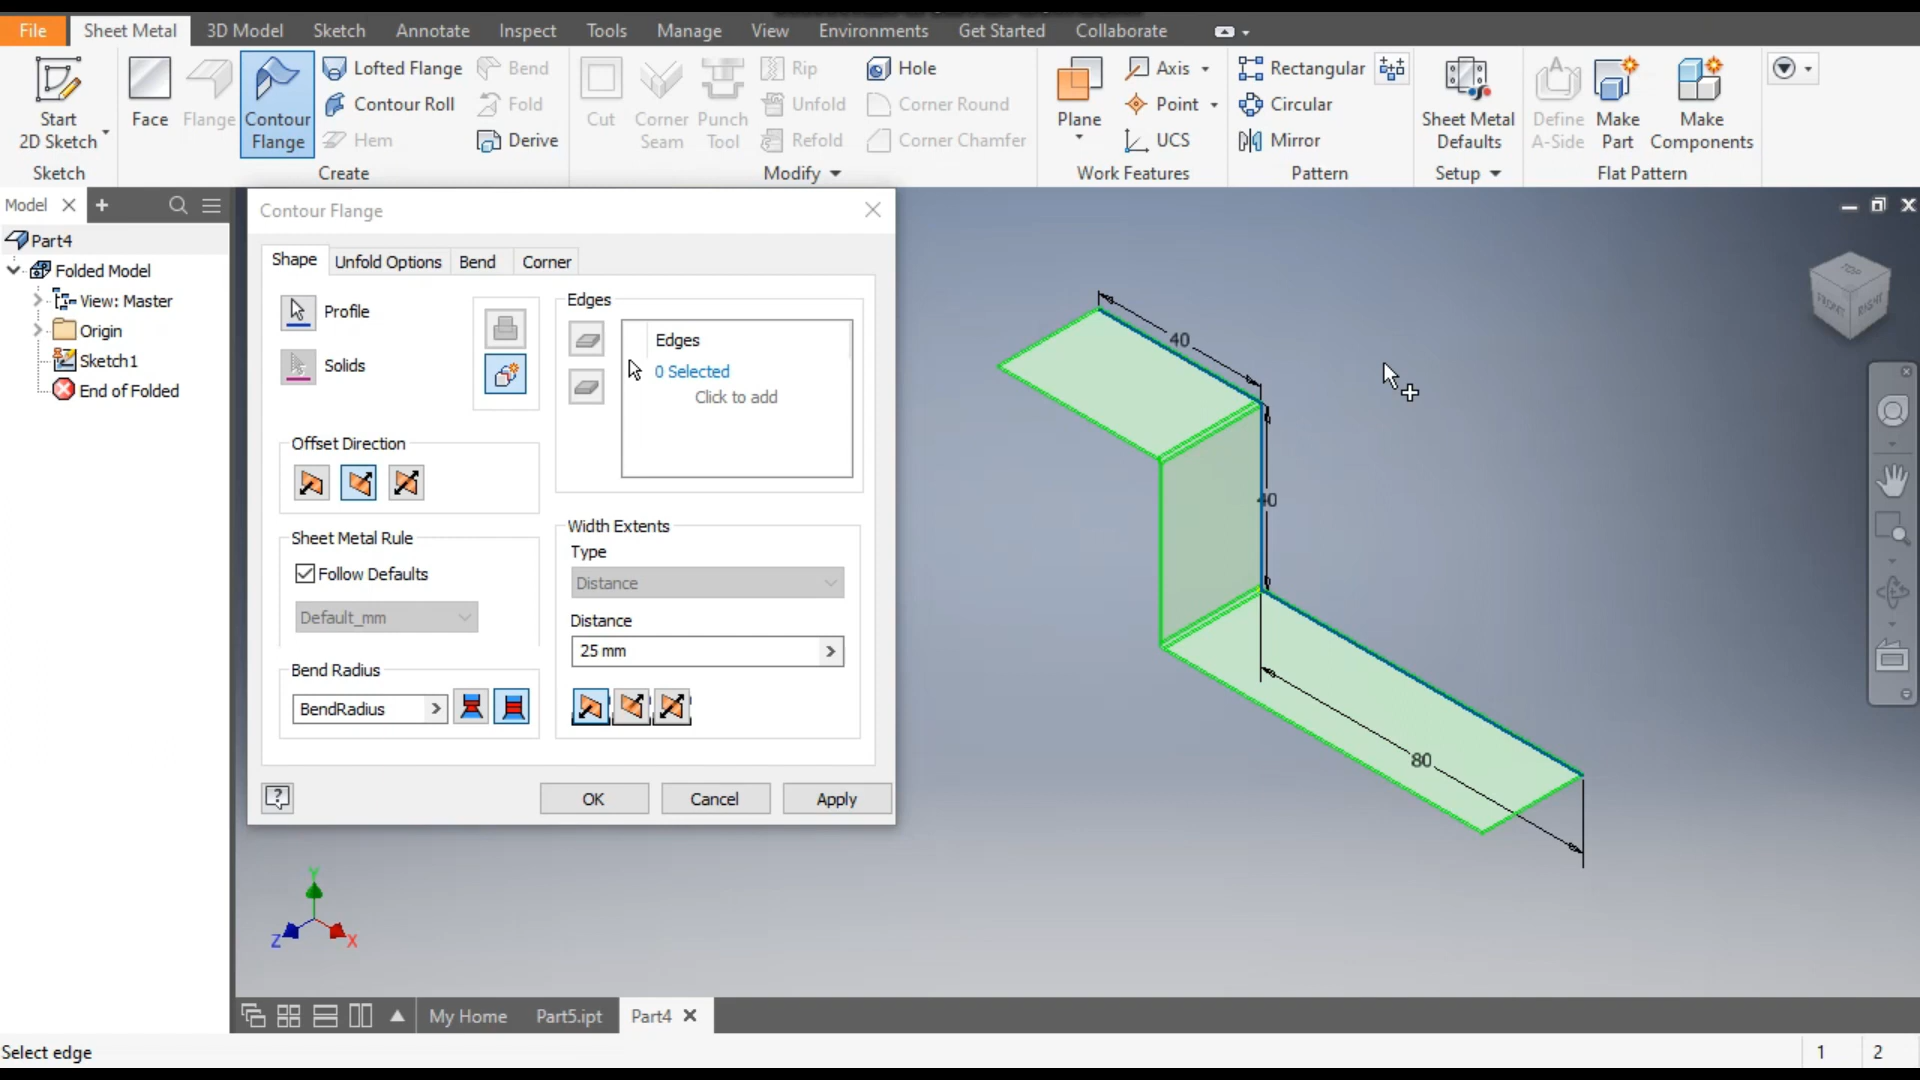 File Sheet Metal 3D Model Sketch Annotate Inspect Tools Manage View Environments Get Started Collaborate
Start
2D Sketch
Sketch
Face
Flange
Contour
Flange
Lofted Flange
Contour Roll
Hem
Bend
Fold
Derive
Create
Cut
Corner
Seam
Punch
Tool
Rip
Unfold
Refold
Hole
Corner Round
Corner Chamfer
Modify
Plane
Axis
Point
UCS
Work Features
Rectangular
Circular
Mirror
Pattern
Sheet Metal
Defaults
Setup
Define
A-Side
Make
Part
Make
Components
Flat Pattern
Model
Part4
Folded Model
View: Master
Origin
Sketch1
End of Folded
Contour Flange
Shape Unfold Options Bend Corner
Profile
Solids
Edges
Edges
0 Selected
Click to add
Offset Direction
Sheet Metal Rule
Follow Defaults
Default_mm
Bend Radius
BendRadius
Width Extents
Type
Distance
Distance
25 mm
OK Cancel Apply
40
40
80
TOP
FRONT RIGHT
Y
Z X
My Home Part5.ipt Part4
Select edge
1 2